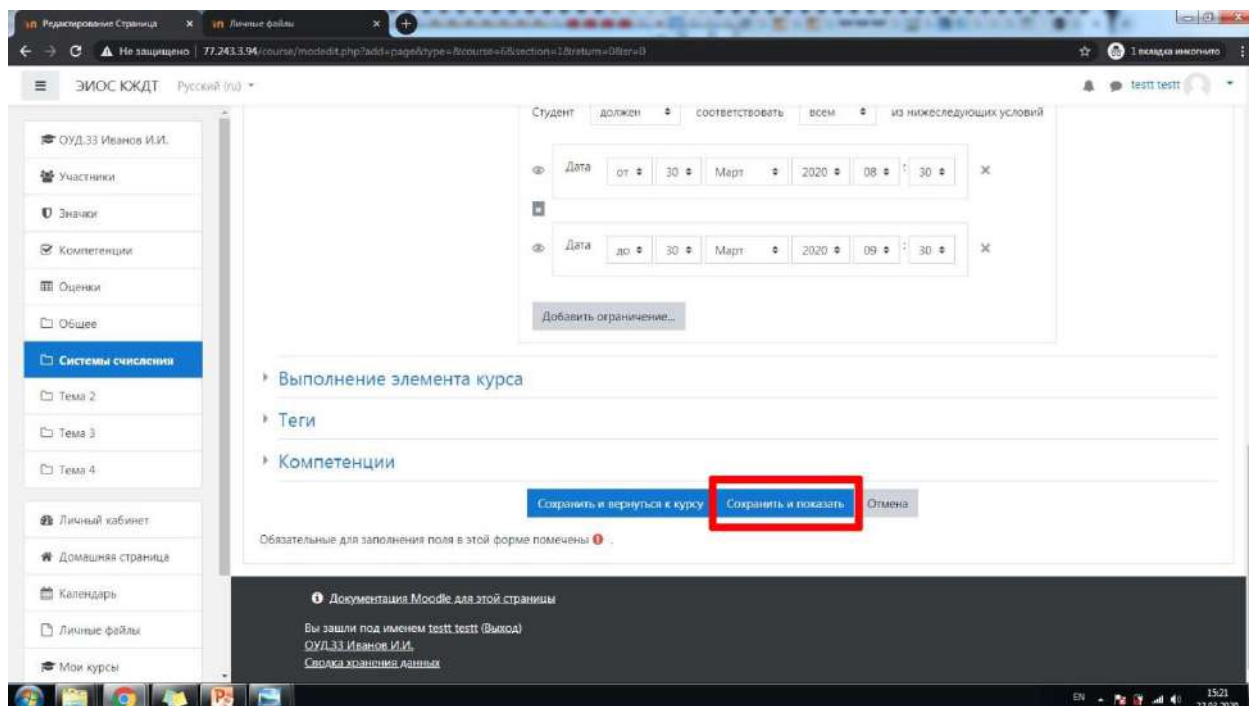 Редактирование Страница
Личные файлы
Не защищено 77.243.3.94/course/modedit.php?add=page&type=&course=6&section=1&return=0&sr=0
1 вкладка инкогнито
ЭИОС КЖДТ Русский (ru)
testt testt
ОУД.33 Иванов И.И.
Участники
Значки
Компетенции
Оценки
Общее
Системы счисления
Тема 2
Тема 3
Тема 4
Личный кабинет
Домашняя страница
Календарь
Личные файлы
Мои курсы
Студент должен соответствовать всем из нижеследующих условий
Дата от 30 Март 2020 08 : 30
и
Дата до 30 Март 2020 09 : 30
Добавить ограничение...
Выполнение элемента курса
Теги
Компетенции
Сохранить и вернуться к курсу Сохранить и показать Отмена
Обязательные для заполнения поля в этой форме помечены .
Документация Moodle для этой страницы
Вы зашли под именем testt testt (Выход)
ОУД.33 Иванов И.И.
Сводка хранения данных
EN
15:21